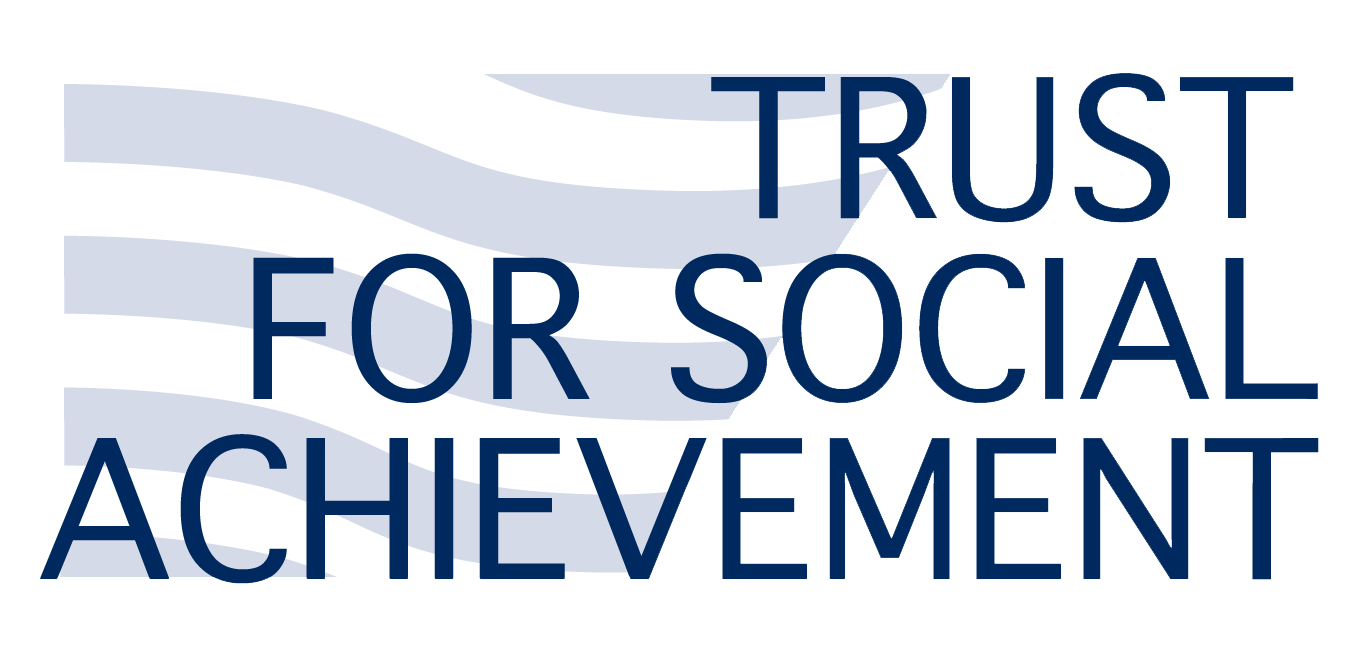 TRUST
FOR SOCIAL
ACHIEVEMENT